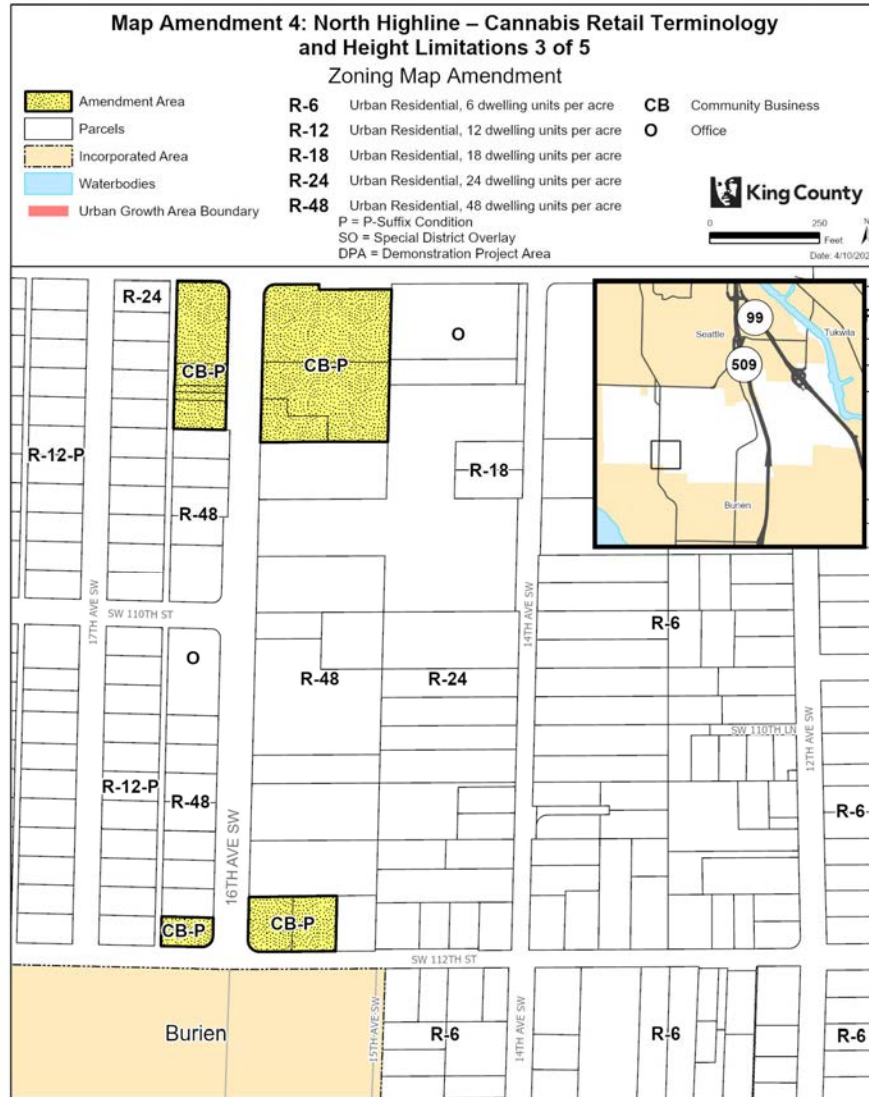 Map Amendment 4: North Highline – Cannabis Retail Terminology
and Height Limitations 3 of 5
Zoning Map Amendment
Amendment Area
Parcels
Incorporated Area
Waterbodies
Urban Growth Area Boundary
R-6 Urban Residential, 6 dwelling units per acre
R-12 Urban Residential, 12 dwelling units per acre
R-18 Urban Residential, 18 dwelling units per acre
R-24 Urban Residential, 24 dwelling units per acre
R-48 Urban Residential, 48 dwelling units per acre
P = P-Suffix Condition
SO = Special District Overlay
DPA = Demonstration Project Area
CB Community Business
O Office
King County
0 250
Feet
N
Date: 4/10/202
R-24
CB-P
CB-P
O
99
Seattle
Tukwila
509
Burien
R-12-P
R-18
R-48
SW 110TH ST
17TH AVE SW
14TH AVE SW
R-6
O
R-48
R-24
SW 110TH LN
12TH AVE SW
R-12-P
R-48
R-6
16TH AVE SW
CB-P
CB-P
SW 112TH ST
Burien
15TH AVE SW
R-6
14TH AVE SW
R-6
R-6